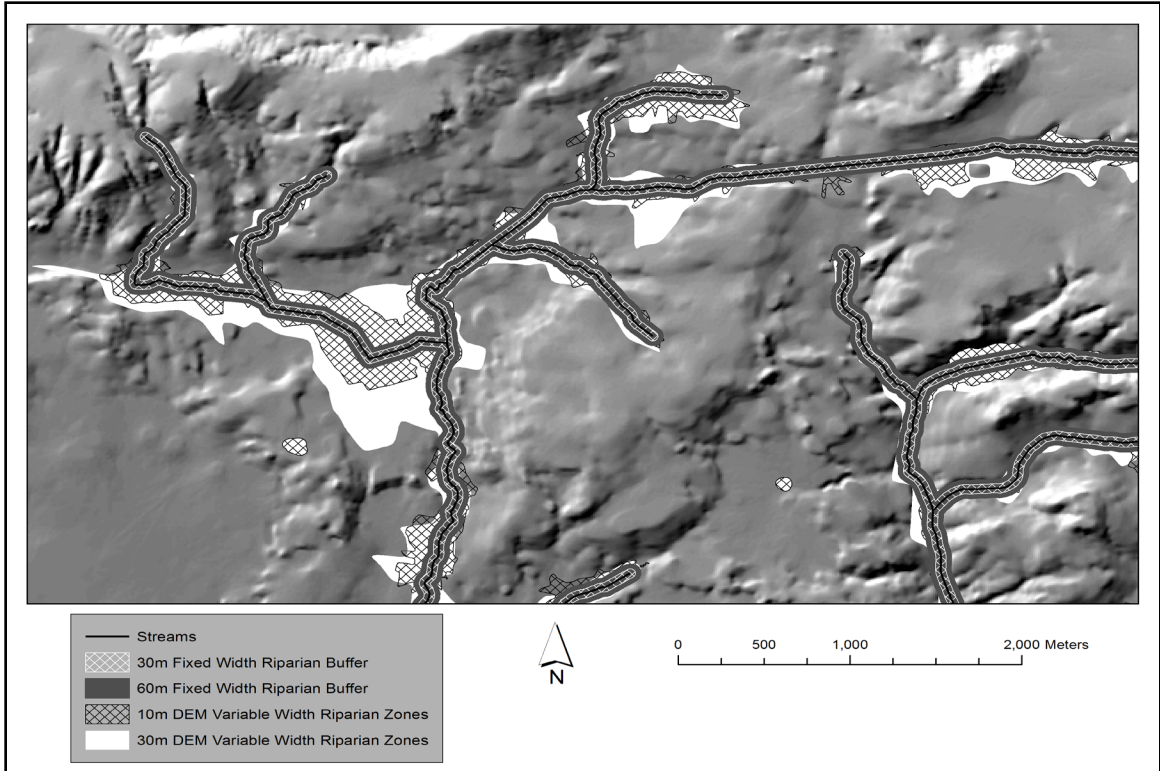 Streams
30m Fixed Width Riparian Buffer
60m Fixed Width Riparian Buffer
10m DEM Variable Width Riparian Zones
30m DEM Variable Width Riparian Zones
N
0 500 1,000 2,000 Meters